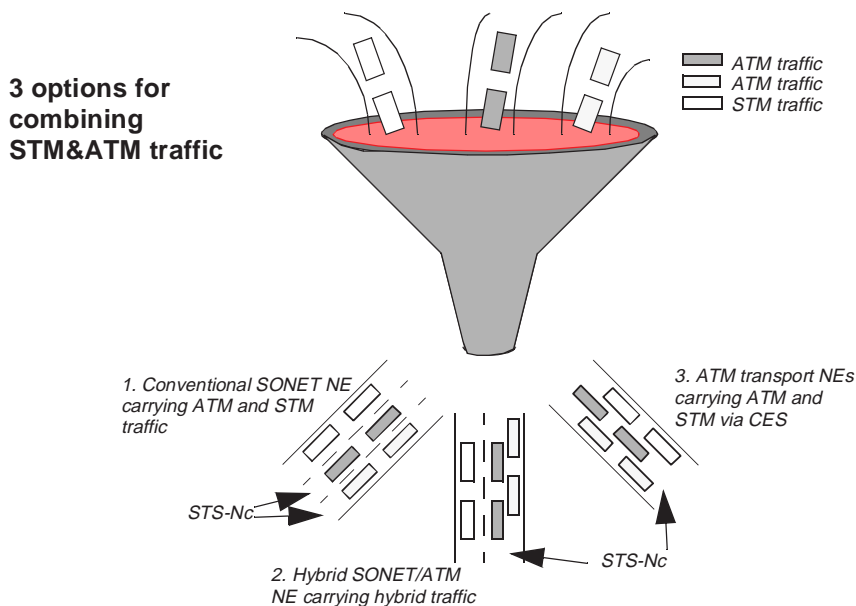 3 options for
combining
STM&ATM traffic
ATM traffic
ATM traffic
STM traffic
1. Conventional SONET NE
carrying ATM and STM
traffic
3. ATM transport NEs
carrying ATM and
STM via CES
STS-Nc
STS-Nc
2. Hybrid SONET/ATM
NE carrying hybrid traffic